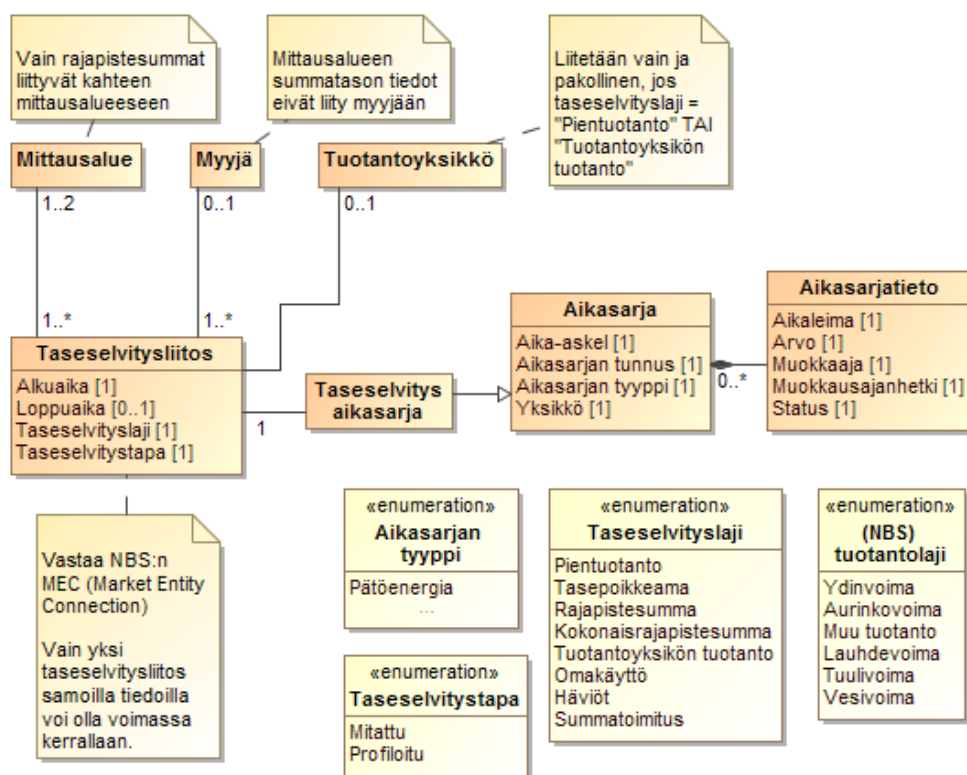 Vain rajapistesummat
liittyvät kahteen
mittausalueeseen
Mittausalueen
summatason tiedot
eivät liity myyjään
Liitetään vain ja
pakollinen, jos
taseselvityslaji =
"Pientuotanto" TAI
"Tuotantoyksikön
tuotanto"
Mittausalue
Myyjä
Tuotantoyksikkö
1..2
0..1
0..1
1..*
1..*
Taseselvitysliitos
Alkuaika [1]
Loppuaika [0..1]
Taseselvityslaji [1]
Taseselvitystapa [1]
1
Taseselvitys
aikasarja
Aikasarja
Aika-askel [1]
Aikasarjan tunnus [1]
Aikasarjan tyyppi [1]
Yksikkö [1]
0..*
Aikasarjatieto
Aikaleima [1]
Arvo [1]
Muokkaaja [1]
Muokkausajanhetki [1]
Status [1]
Vastaa NBS:n
MEC (Market Entity
Connection)
Vain yksi
taseselvitysliitos
samoilla tiedoilla
voi olla voimassa
kerrallaan.
«enumeration»
Aikasarjan
tyyppi
Pätöenergia
...
«enumeration»
Taseselvitystapa
Mitattu
Profiloitu
«enumeration»
Taseselvityslaji
Pientuotanto
Tasepoikkeama
Rajapistesumma
Kokonaisrajapistesumma
Tuotantoyksikön tuotanto
Omakäyttö
Häviöt
Summatoimitus
«enumeration»
(NBS)
tuotantolaji
Ydinvoima
Aurinkovoima
Muu tuotanto
Lauhdevoima
Tuulivoima
Vesivoima